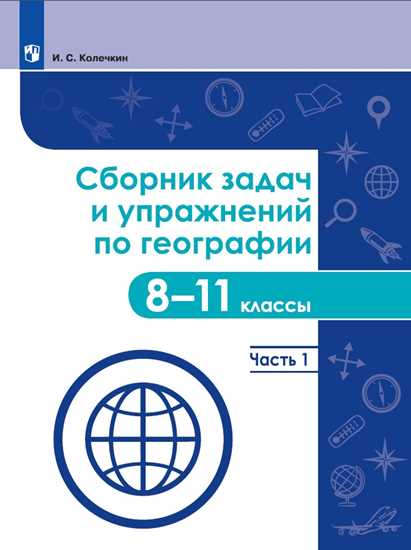 И. С. Колечкин
Сборник задач
и упражнений
по географии
8–11 классы
Часть 1